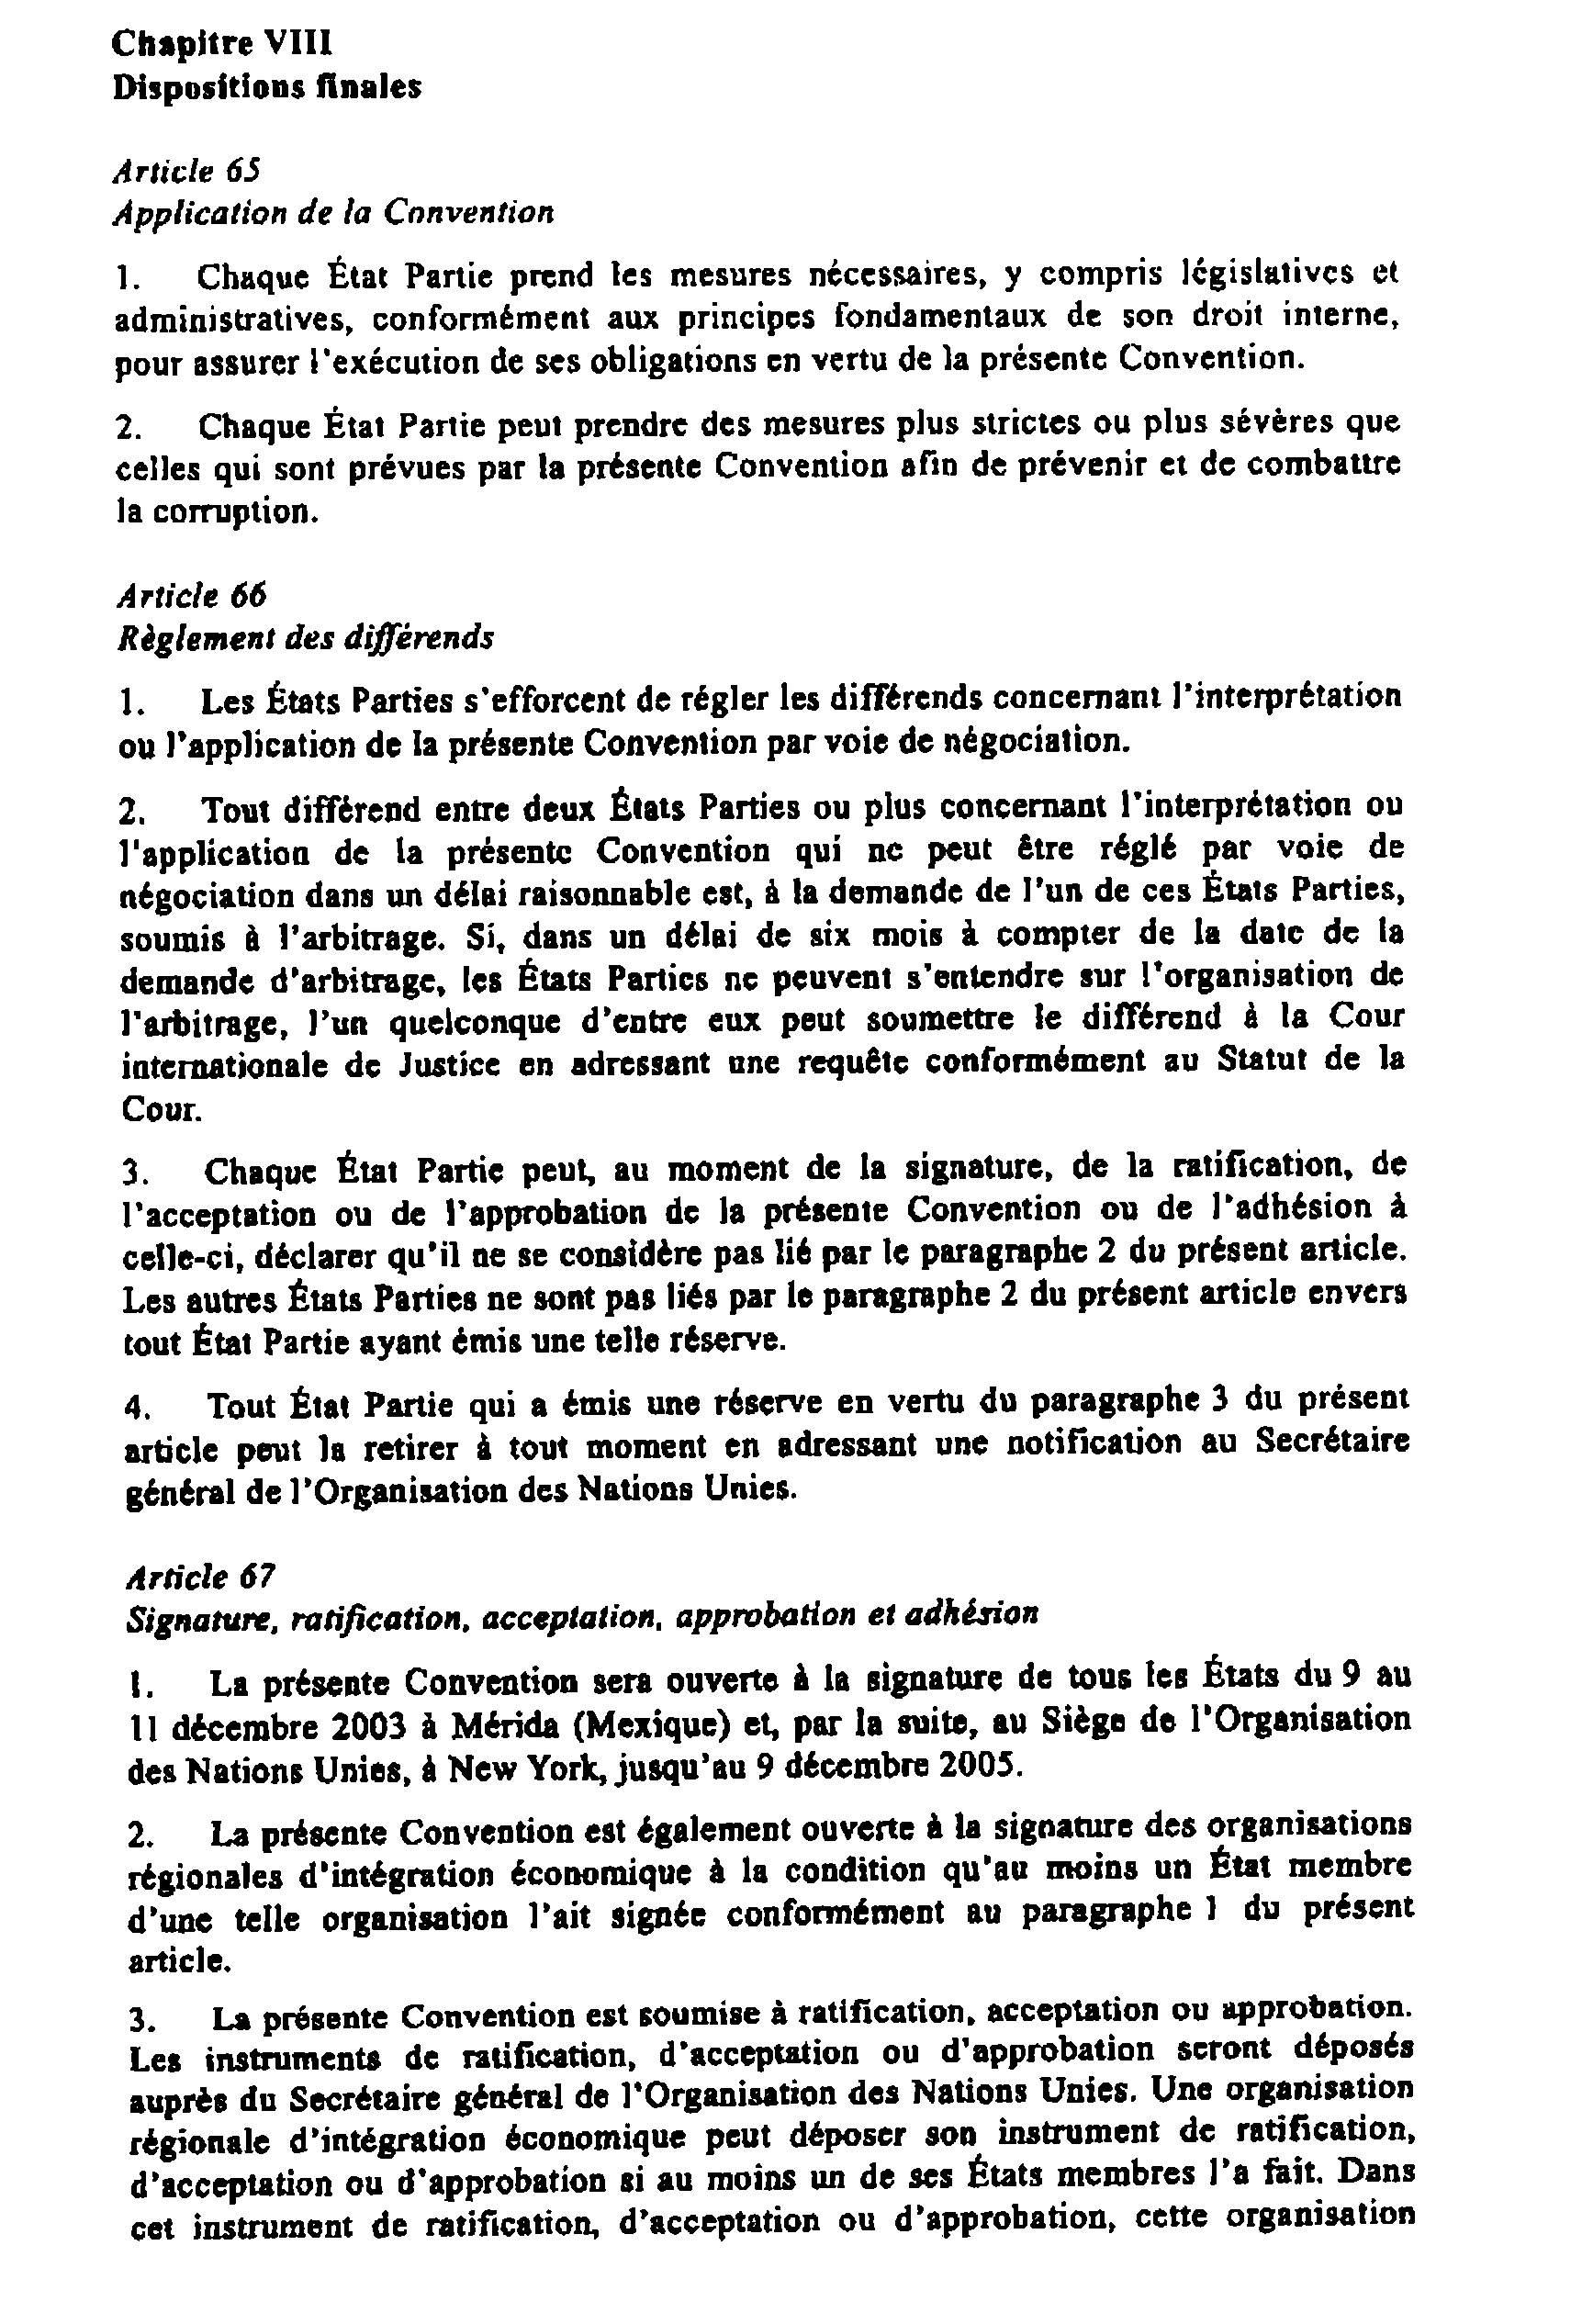 Chapitre VIII
Dispositions finales
Article 65
Application de la Convention
1. Chaque État Partie prend les mesures nécessaires, y compris législatives et
administratives, conformément aux principes fondamentaux de son droit interne,
pour assurer l'exécution de ses obligations en vertu de la présente Convention.
2. Chaque État Partie peut prendre des mesures plus strictes ou plus sévères que
celles qui sont prévues par la présente Convention afin de prévenir et de combattre
la corruption.
Article 66
Règlement des différends
1. Les États Parties s'efforcent de régler les différends concernant l'interprétation
ou l'application de la présente Convention par voie de négociation.
2. Tout différend entre deux États Parties ou plus concernant l'interprétation ou
l'application de la présente Convention qui ne peut être réglé par voie de
négociation dans un délai raisonnable est, à la demande de l'un de ces États Parties,
soumis à l'arbitrage. Si, dans un délai de six mois à compter de la date de la
demande d'arbitrage, les États Parties ne peuvent s'entendre sur l'organisation de
l'arbitrage, l'un quelconque d'entre eux peut soumettre le différend à la Cour
internationale de Justice en adressant une requête conformément au Statut de la
Cour.
3. Chaque État Partie peut, au moment de la signature, de la ratification, de
l'acceptation ou de l'approbation de la présente Convention ou de l'adhésion à
celle-ci, déclarer qu'il ne se considère pas lié par le paragraphe 2 du présent article.
Les autres États Parties ne sont pas liés par le paragraphe 2 du présent article envers
tout État Partie ayant émis une telle réserve.
4. Tout État Partie qui a émis une réserve en vertu du paragraphe 3 du présent
article peut la retirer à tout moment en adressant une notification au Secrétaire
général de l'Organisation des Nations Unies.
Article 67
Signature, ratification, acceptation, approbation et adhésion
1. La présente Convention sera ouverte à la signature de tous les États du 9 au
11 décembre 2003 à Mérida (Mexique) et, par la suite, au Siège de l'Organisation
des Nations Unies, à New York, jusqu'au 9 décembre 2005.
2. La présente Convention est également ouverte à la signature des organisations
régionales d'intégration économique à la condition qu'au moins un État membre
d'une telle organisation l'ait signée conformément au paragraphe 1 du présent
article.
3. La présente Convention est soumise à ratification, acceptation ou approbation.
Les instruments de ratification, d'acceptation ou d'approbation seront déposés
auprès du Secrétaire général de l'Organisation des Nations Unies. Une organisation
régionale d'intégration économique peut déposer son instrument de ratification,
d'acceptation ou d'approbation si au moins un de ses États membres l'a fait. Dans
cet instrument de ratification, d'acceptation ou d'approbation, cette organisation